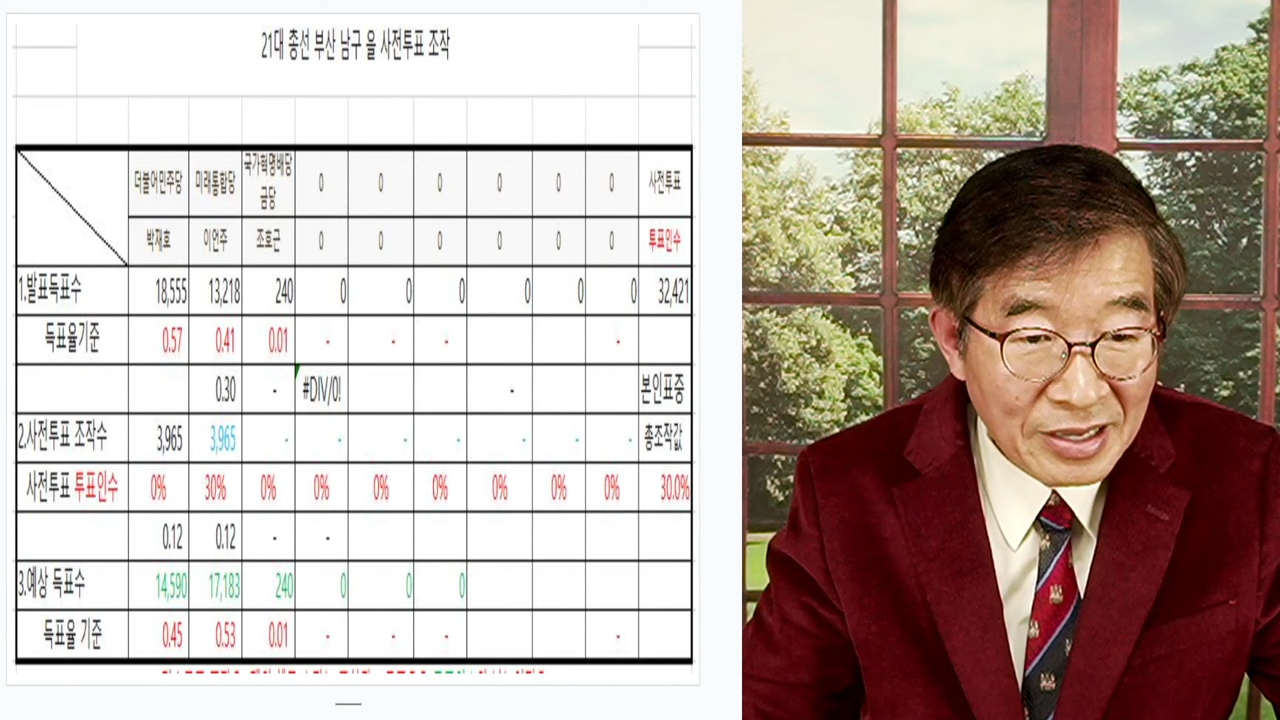 21대 총선 부산 남구 을 사전투표 조작
더불어민주당 미래통합당 국가혁명배당금당 0 0 0 0 0 0 사전투표
박재호 이언주 조호근 0 0 0 0 0 0 투표인수
1.발표득표수 18,555 13,218 240 0 0 0 0 0 0 32,421
득표율기준 0.57 0.41 0.01 - - - -
0.30 - #DIV/0! - 본인표중
2.사전투표 조작수 3,965 3,965 - - - - - - - 총조작값
사전투표 투표인수 0% 30% 0% 0% 0% 0% 0% 0% 0% 30.0%
0.12 0.12 - -
3.예상 득표수 14,590 17,183 240 0 0 0
득표율 기준 0.45 0.53 0.01 - - - -